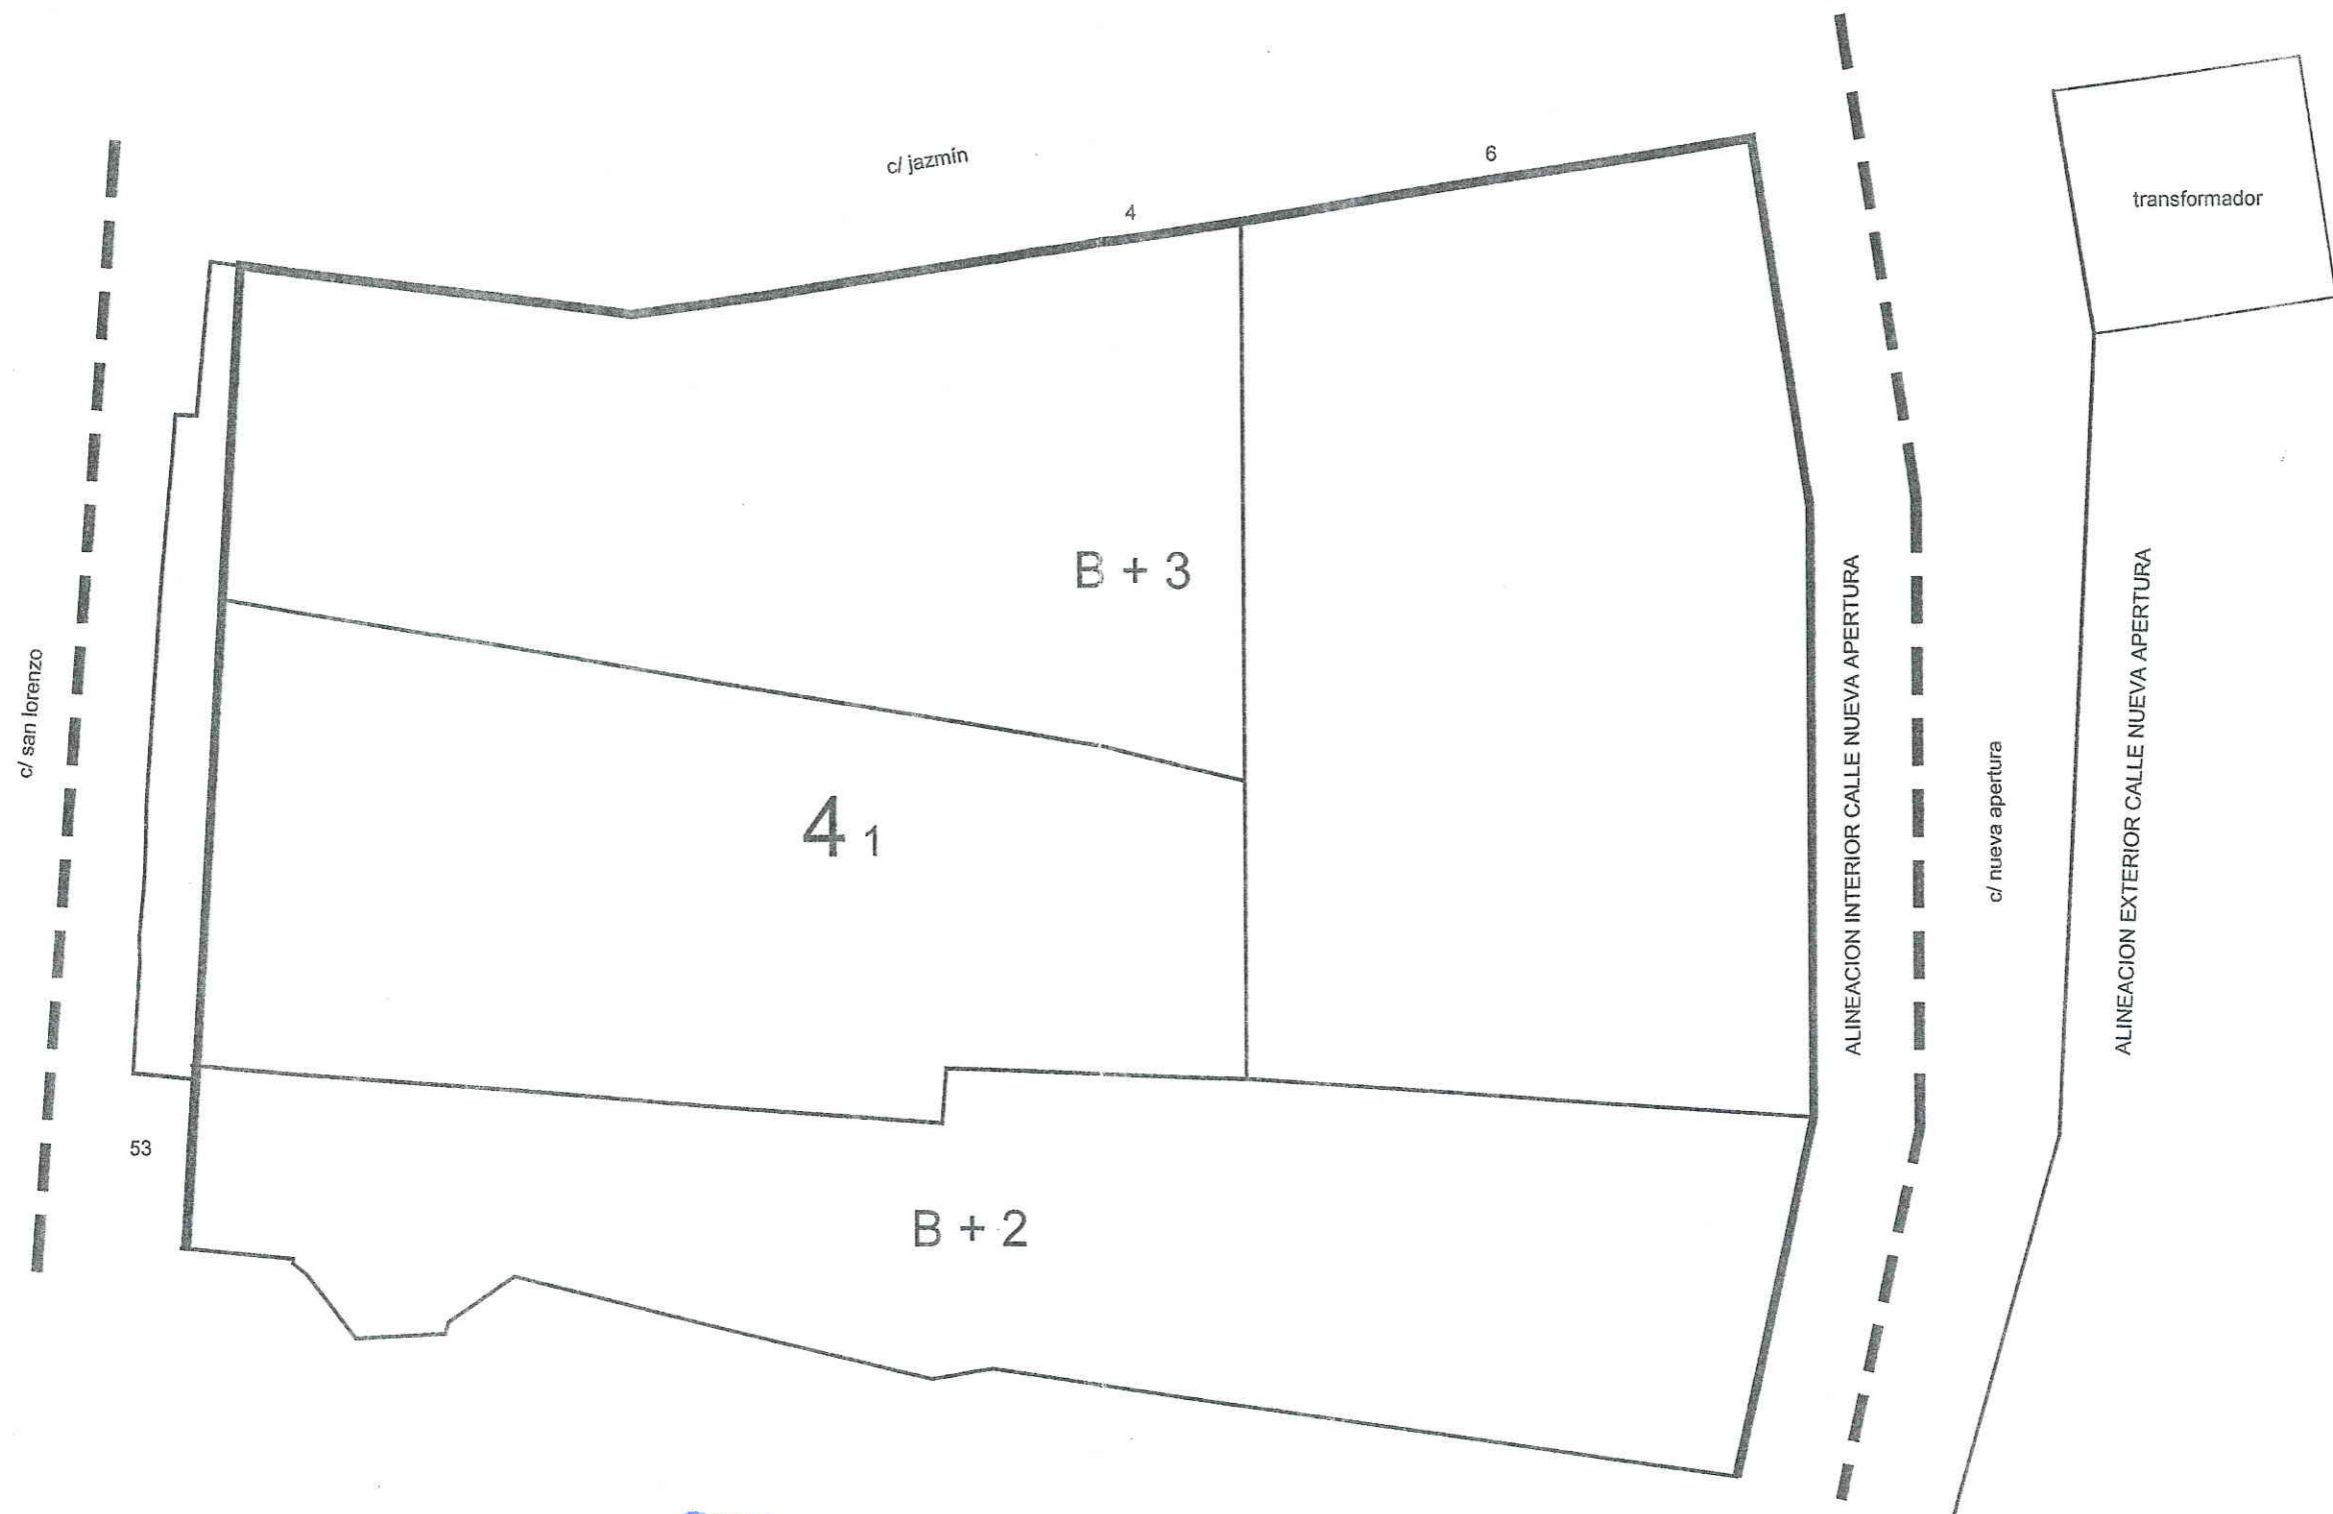 c/ jazmín
6
4
transformador
B + 3
c/ san lorenzo
4 1
ALINEACION INTERIOR CALLE NUEVA APERTURA
c/ nueva apertura
ALINEACION EXTERIOR CALLE NUEVA APERTURA
53
B + 2